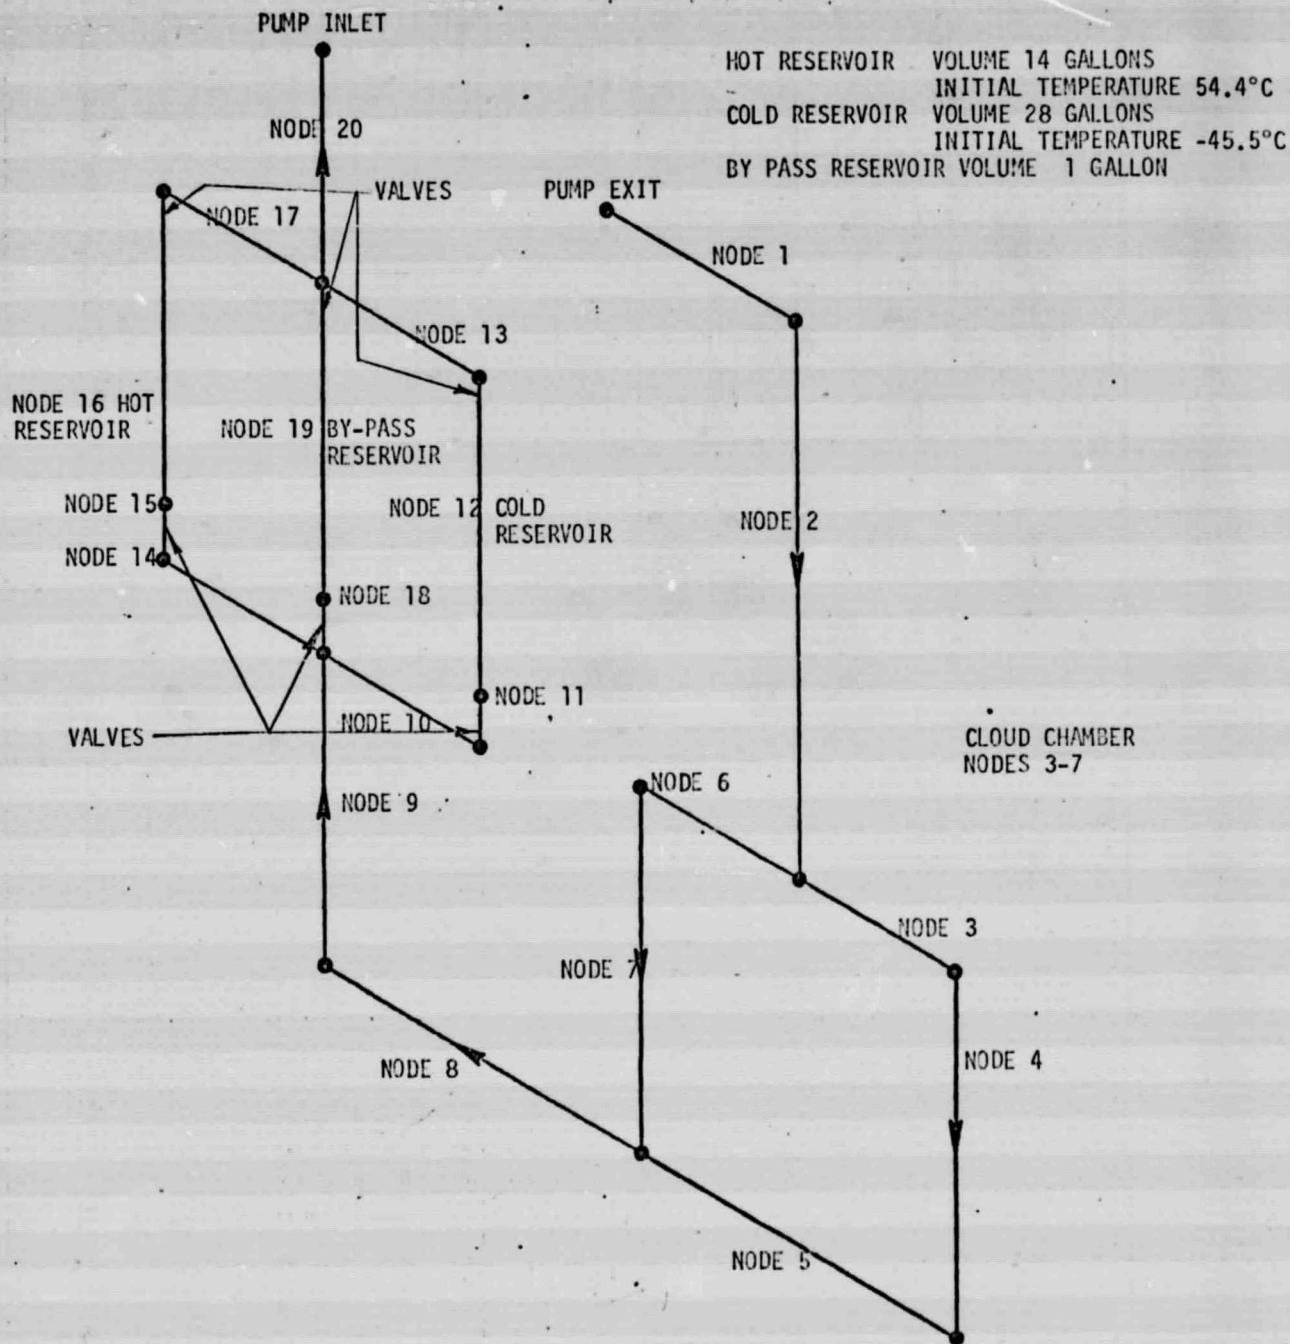 PUMP INLET
HOT RESERVOIR VOLUME 14 GALLONS
INITIAL TEMPERATURE 54.4°C
COLD RESERVOIR VOLUME 28 GALLONS
INITIAL TEMPERATURE -45.5°C
BY PASS RESERVOIR VOLUME 1 GALLON
NODE 20
VALVES
PUMP EXIT
NODE 17
NODE 1
NODE 13
NODE 16 HOT
RESERVOIR
NODE 19 BY-PASS
RESERVOIR
NODE 15
NODE 12 COLD
RESERVOIR
NODE 2
NODE 14
NODE 18
NODE 11
NODE 10
VALVES
CLOUD CHAMBER
NODES 3-7
NODE 6
NODE 9
NODE 3
NODE 7
NODE 8
NODE 4
NODE 5